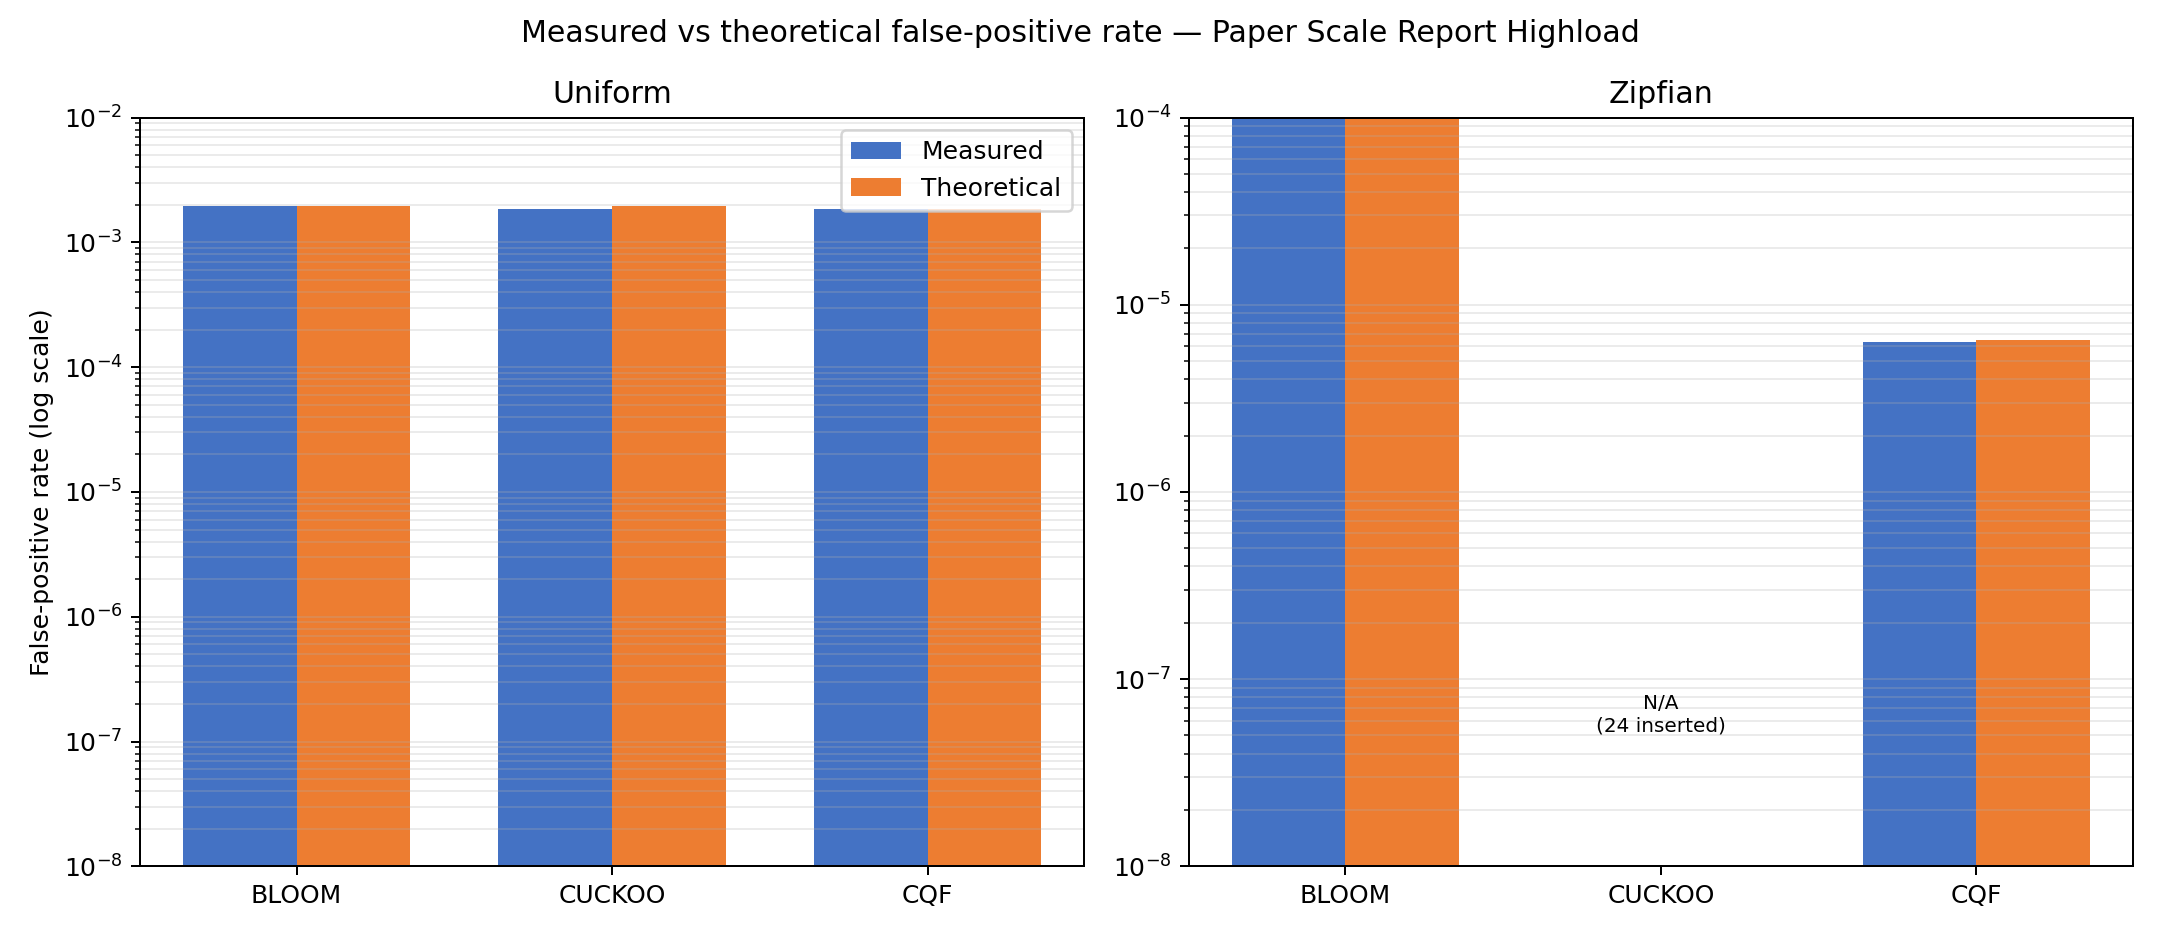 Measured vs theoretical false-positive rate — Paper Scale Report Highload
Uniform
False-positive rate (log scale)
10⁻²
10⁻³
10⁻⁴
10⁻⁵
10⁻⁶
10⁻⁷
10⁻⁸
Measured
Theoretical
BLOOM CUCKOO CQF
Zipfian
10⁻⁴
10⁻⁵
10⁻⁶
10⁻⁷
10⁻⁸
N/A
(24 inserted)
BLOOM CUCKOO CQF